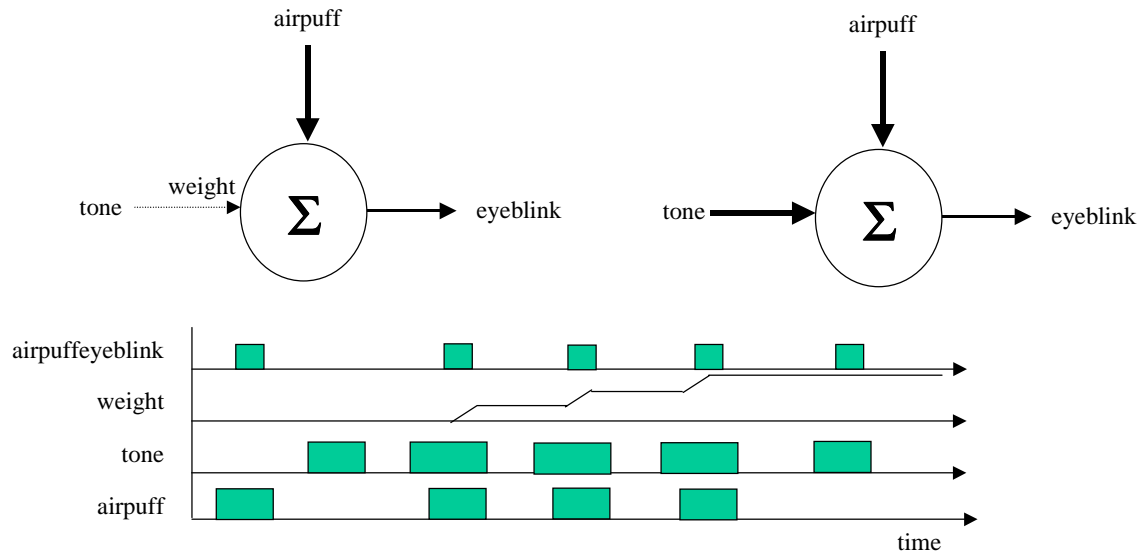 airpuff
airpuff
weight
tone
Σ
eyeblink
tone
Σ
eyeblink
airpuffeyeblink
weight
tone
airpuff
time